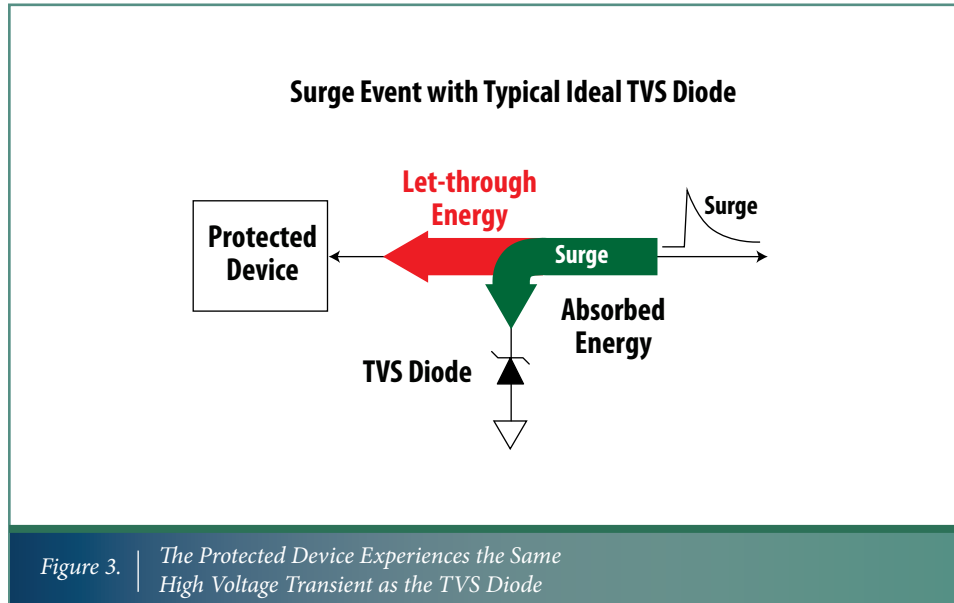 Surge Event with Typical Ideal TVS Diode
Let-through
Energy
Surge
Protected
Device
Surge
Absorbed
Energy
TVS Diode
Figure 3.
The Protected Device Experiences the Same
High Voltage Transient as the TVS Diode